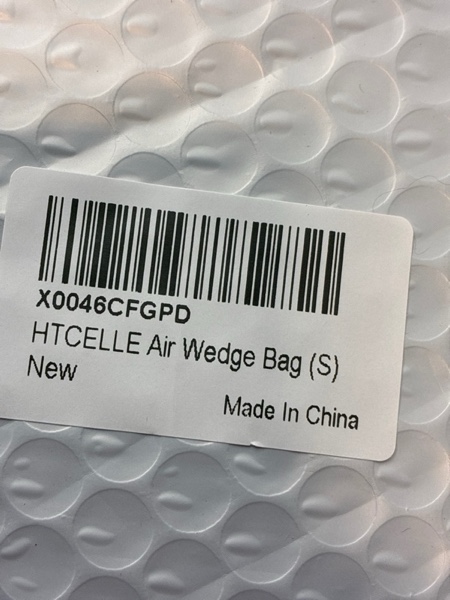 X0046CFGPD
HTCELLE Air Wedge Bag (S)
New
Made In China